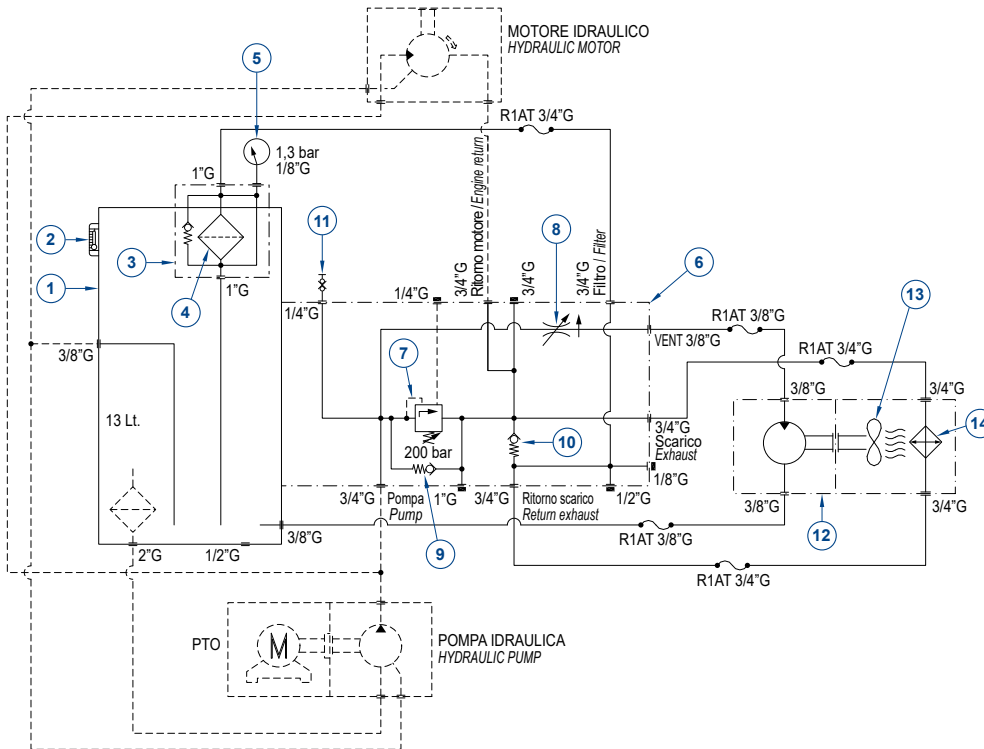 MOTORE IDRAULICO
HYDRAULIC MOTOR
5
R1AT 3/4"G
1,3 bar
1/8"G
1"G
Ritorno motore / Engine return
2
3
4
11
8
6
13
1
1"G
1/4"G
1/4"G
3/4"G
3/4"G
3/4"G
Filtro / Filter
R1AT 3/8"G
VENT 3/8"G
R1AT 3/4"G
3/8"G
7
3/8"G
3/4"G
13 Lt.
3/4"G
Scarico
Exhaust
14
10
200 bar
1/8"G
3/4"G
Pompa
Pump
1"G
3/4"G
Ritorno scarico
Return exhaust
1/2"G
3/8"G
3/4"G
2"G
1/2"G
3/8"G
9
R1AT 3/8"G
12
R1AT 3/4"G
PTO
M
POMPA IDRAULICA
HYDRAULIC PUMP